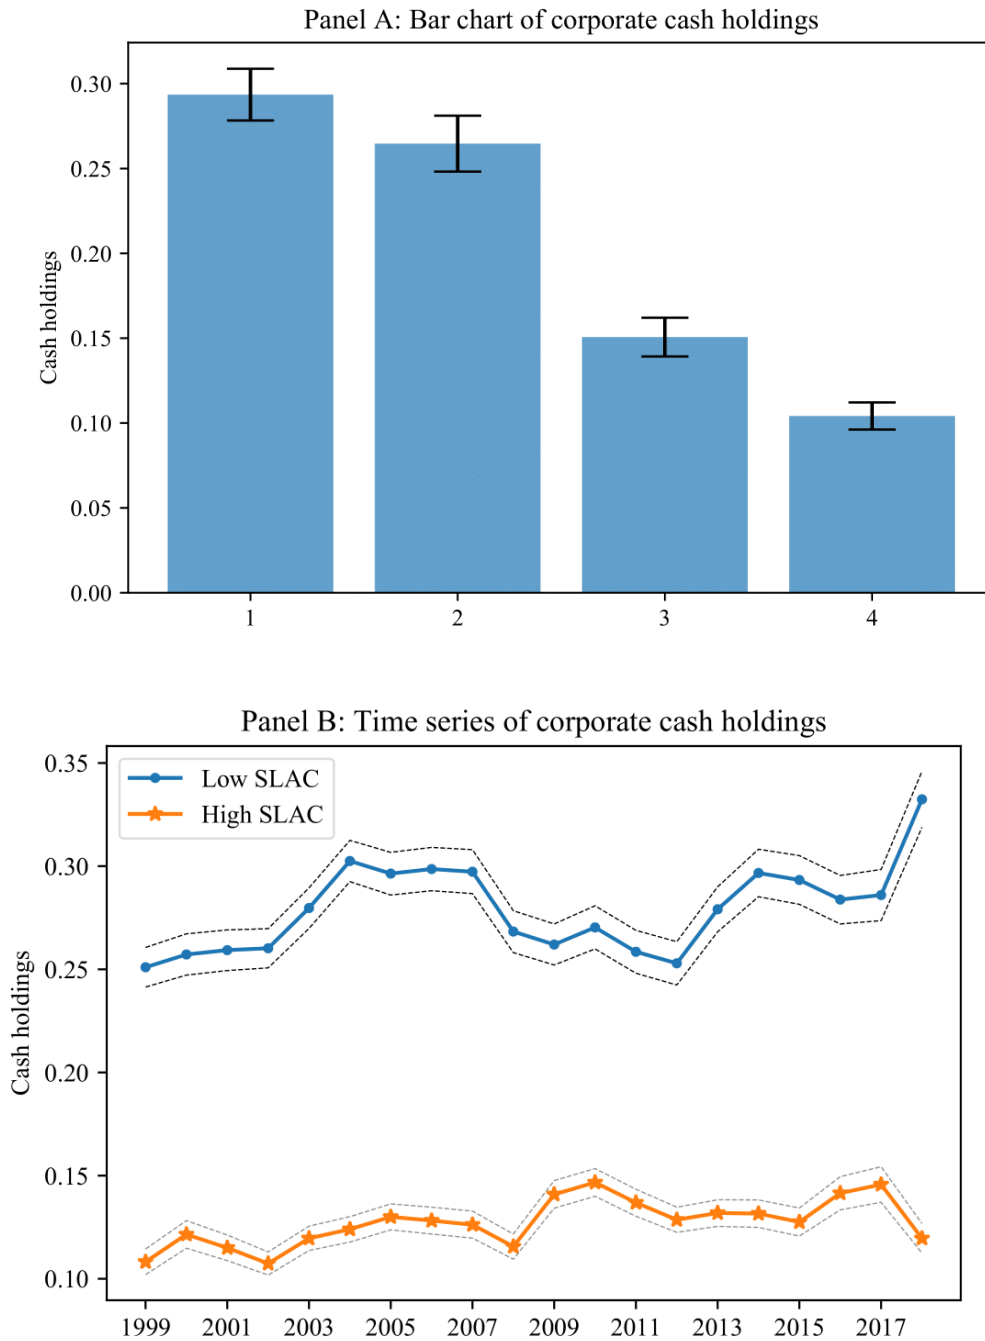 Panel A: Bar chart of corporate cash holdings
Cash holdings
0.30
0.25
0.20
0.15
0.10
0.05
0.00
1 2 3 4
Panel B: Time series of corporate cash holdings
Cash holdings
0.35
0.30
0.25
0.20
0.15
0.10
Low SLAC
High SLAC
1999 2001 2003 2005 2007 2009 2011 2013 2015 2017